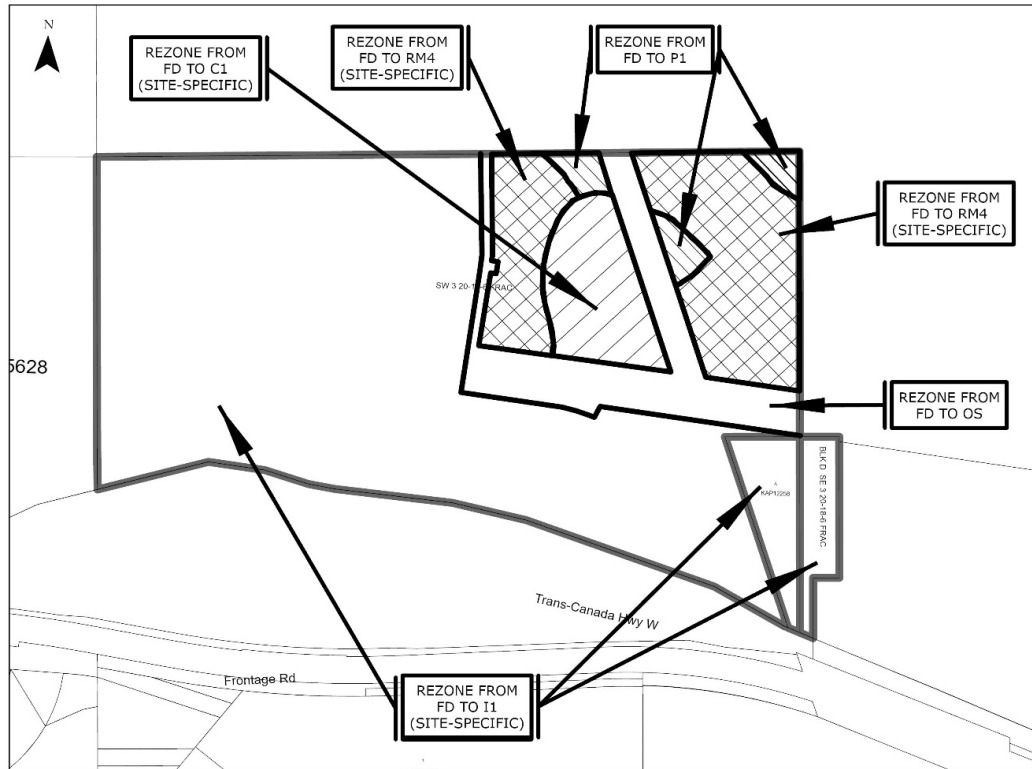 N
REZONE FROM
FD TO C1
(SITE-SPECIFIC)
REZONE FROM
FD TO RM4
(SITE-SPECIFIC)
REZONE FROM
FD TO P1
REZONE FROM
FD TO RM4
(SITE-SPECIFIC)
5628
REZONE FROM
FD TO OS
BLK D SE 3 20-18-6 FRAC
A
KAP12258
Trans-Canada Hwy W
Frontage Rd
REZONE FROM
FD TO I1
(SITE-SPECIFIC)